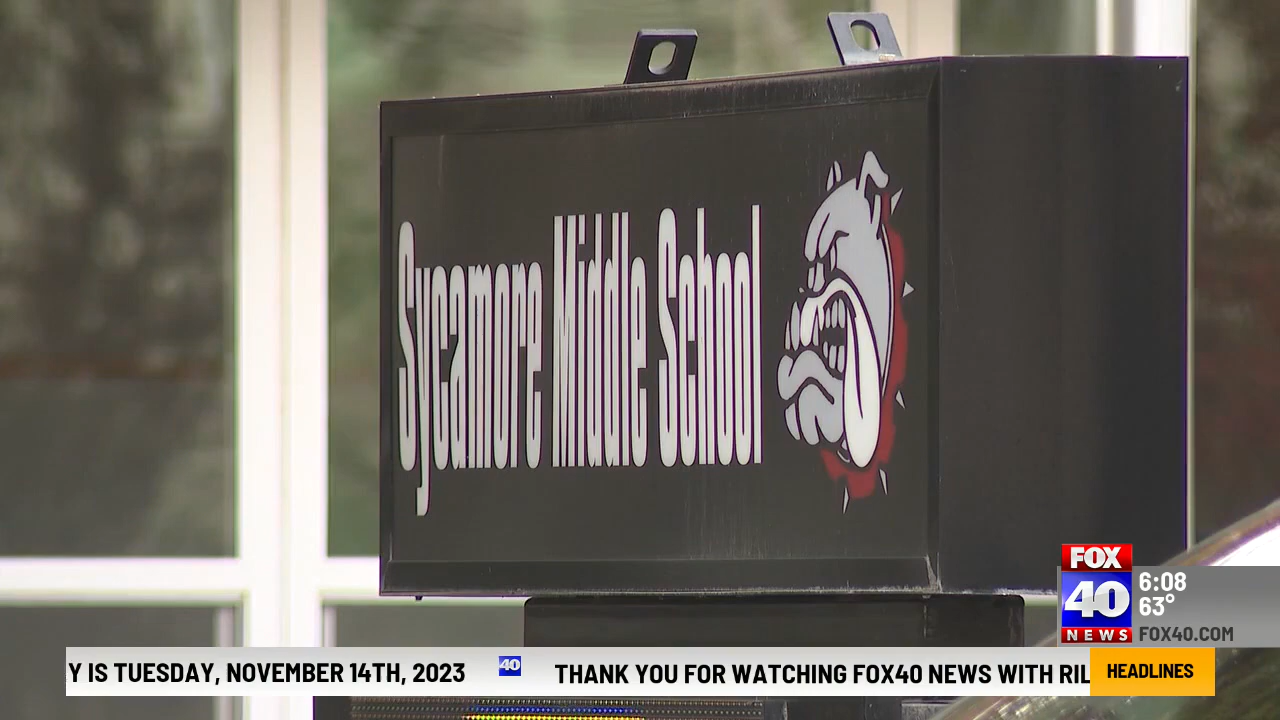 Sycamore Middle School
FOX
40
NEWS
6:08
63°
FOX40.COM
Y IS TUESDAY, NOVEMBER 14TH, 2023
40
THANK YOU FOR WATCHING FOX40 NEWS WITH RIL
HEADLINES